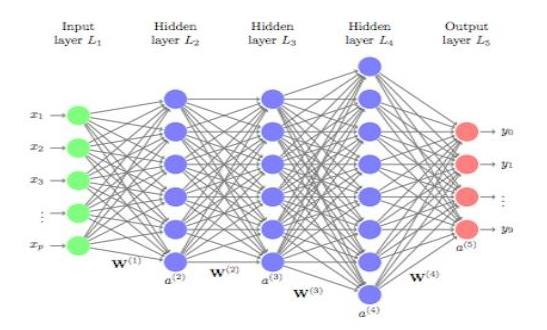 Input
layer L₁
Hidden
layer L₂
Hidden
layer L₃
Hidden
layer L₄
Output
layer L₅
x₁
x₂
x₃
⋮
xₚ
W⁽¹⁾
a⁽²⁾
W⁽²⁾
a⁽³⁾
W⁽³⁾
a⁽⁴⁾
W⁽⁴⁾
a⁽⁵⁾
y₀
y₁
⋮
y₉